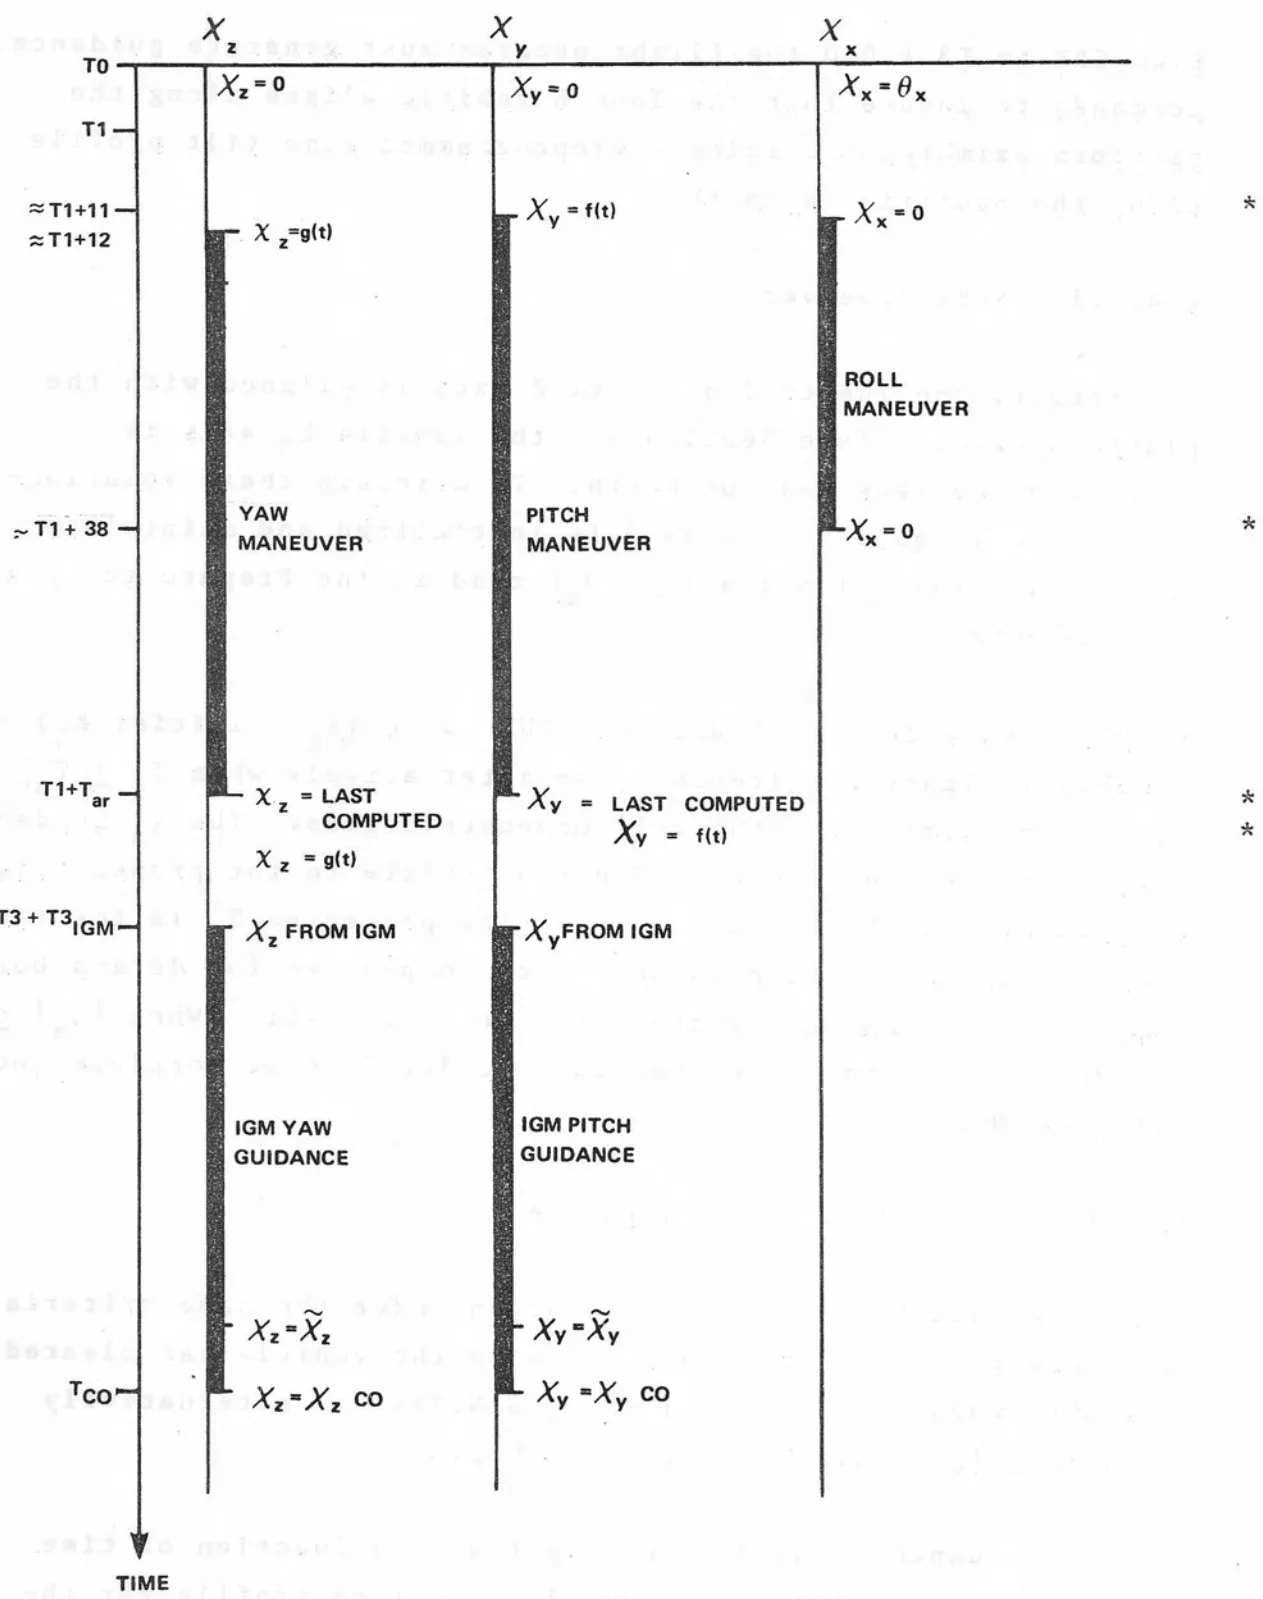 χz χy χx
T0 χz = 0 χy = 0 χx = θx
T1
≈ T1+11 χy = f(t) χx = 0 *
≈ T1+12 χz = g(t)
ROLL
MANEUVER
YAW
MANEUVER
PITCH
MANEUVER
~ T1 + 38 χx = 0 *
T1+Tar χz = LAST
COMPUTED
χz = g(t)
χy = LAST COMPUTED *
χy = f(t) *
T3 + T3IGM χz FROM IGM χy FROM IGM
IGM YAW
GUIDANCE
IGM PITCH
GUIDANCE
χz = χ̃z χy = χ̃y
TCO χz = χz CO χy = χy CO
TIME